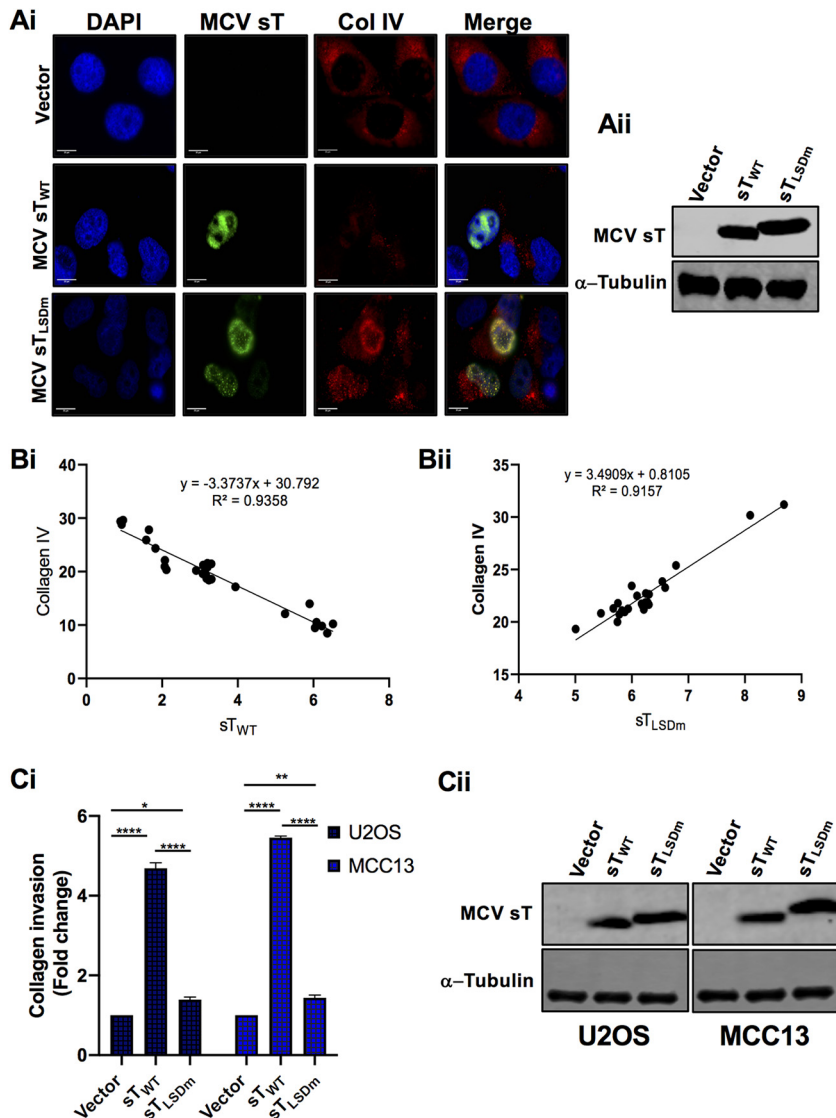 Ai
DAPI MCV sT Col IV Merge
Vector
MCV sTWT
MCV sTLSDm
Aii
Vector sTWT sTLSDm
MCV sT
α–Tubulin
Bi
y = -3.3737x + 30.792
R² = 0.9358
Collagen IV
40
30
20
10
0
0 2 4 6 8
sTWT
Bii
y = 3.4909x + 0.8105
R² = 0.9157
Collagen IV
35
30
25
20
15
4 5 6 7 8 9
sTLSDm
Ci
Collagen invasion
(Fold change)
6
4
2
0
* **
**** **** **** ****
U2OS
MCC13
Vector sTWT sTLSDm Vector sTWT sTLSDm
Cii
Vector sTWT sTLSDm Vector sTWT sTLSDm
MCV sT
α–Tubulin
U2OS MCC13